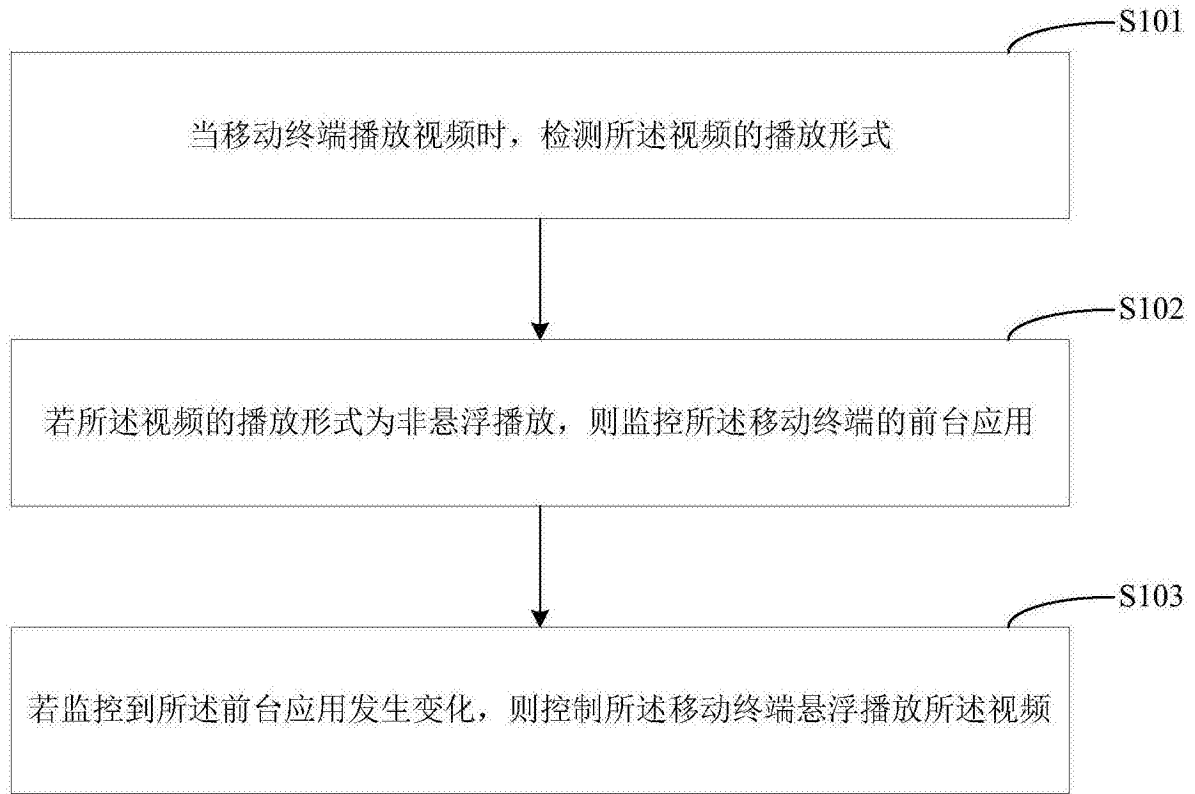 S101
当移动终端播放视频时，检测所述视频的播放形式
S102
若所述视频的播放形式为非悬浮播放，则监控所述移动终端的前台应用
S103
若监控到所述前台应用发生变化，则控制所述移动终端悬浮播放所述视频